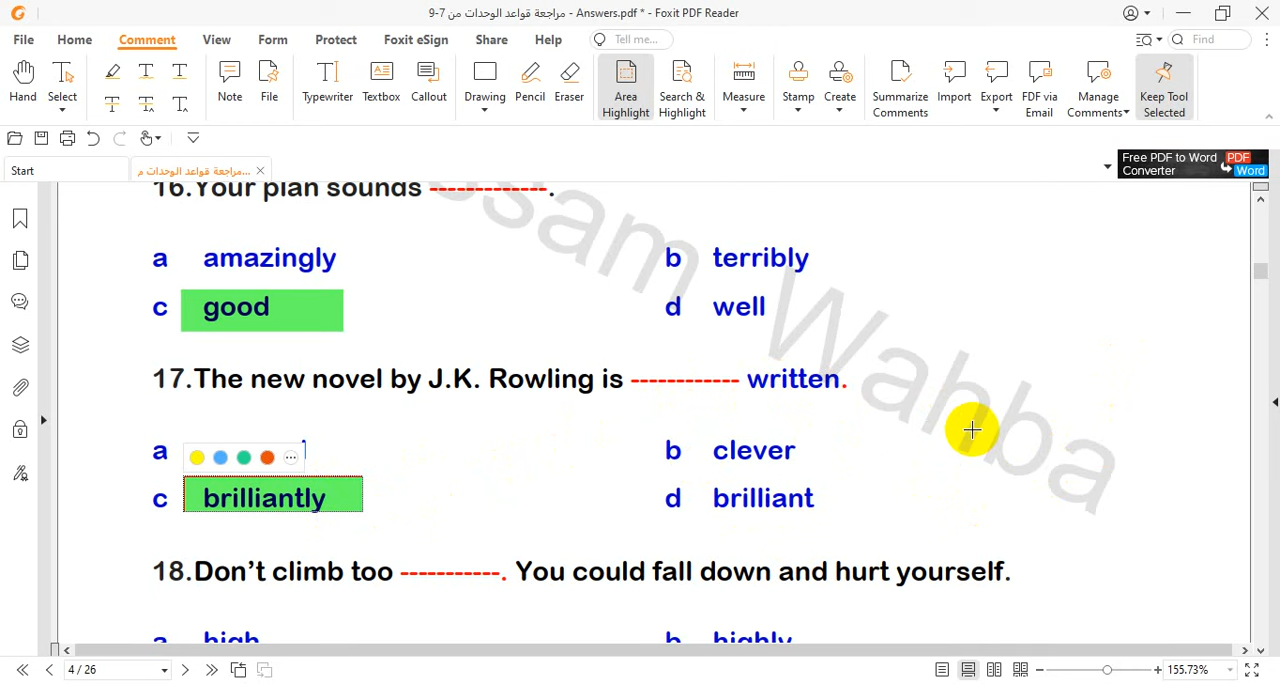 مراجعة قواعد الوحدات من 7-9 - Answers.pdf * - Foxit PDF Reader
File Home Comment View Form Protect Foxit eSign Share Help Tell me... Find
Hand Select Note File Typewriter Textbox Callout Drawing Pencil Eraser Area Highlight Search & Highlight Measure Stamp Create Summarize Comments Import Export PDF via Email Manage Comments Keep Tool Selected
Start مراجعة قواعد الوحدات م... Free PDF to Word Converter PDF Word
16.Your plan sounds -------------.
a amazingly b terribly
c good d well
17.The new novel by J.K. Rowling is ------------ written.
a b clever
c brilliantly d brilliant
18.Don't climb too -----------. You could fall down and hurt yourself.
a high b highly
ssam Wahba
4 / 26 155.73%